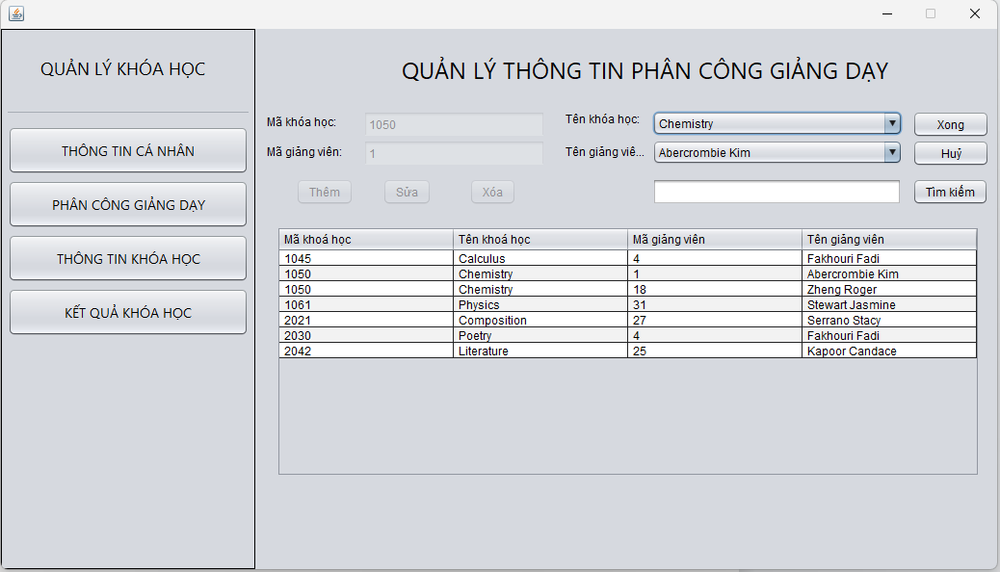 QUẢN LÝ KHÓA HỌC
THÔNG TIN CÁ NHÂN
PHÂN CÔNG GIẢNG DẠY
THÔNG TIN KHÓA HỌC
KẾT QUẢ KHÓA HỌC
QUẢN LÝ THÔNG TIN PHÂN CÔNG GIẢNG DẠY
Mã khóa học: 1050 Tên khóa học: Chemistry Xong
Mã giảng viên: 1 Tên giảng viê... Abercrombie Kim Huỷ
Thêm Sửa Xóa Tìm kiếm
Mã khoá học Tên khoá học Mã giảng viên Tên giảng viên
1045 Calculus 4 Fakhouri Fadi
1050 Chemistry 1 Abercrombie Kim
1050 Chemistry 18 Zheng Roger
1061 Physics 31 Stewart Jasmine
2021 Composition 27 Serrano Stacy
2030 Poetry 4 Fakhouri Fadi
2042 Literature 25 Kapoor Candace